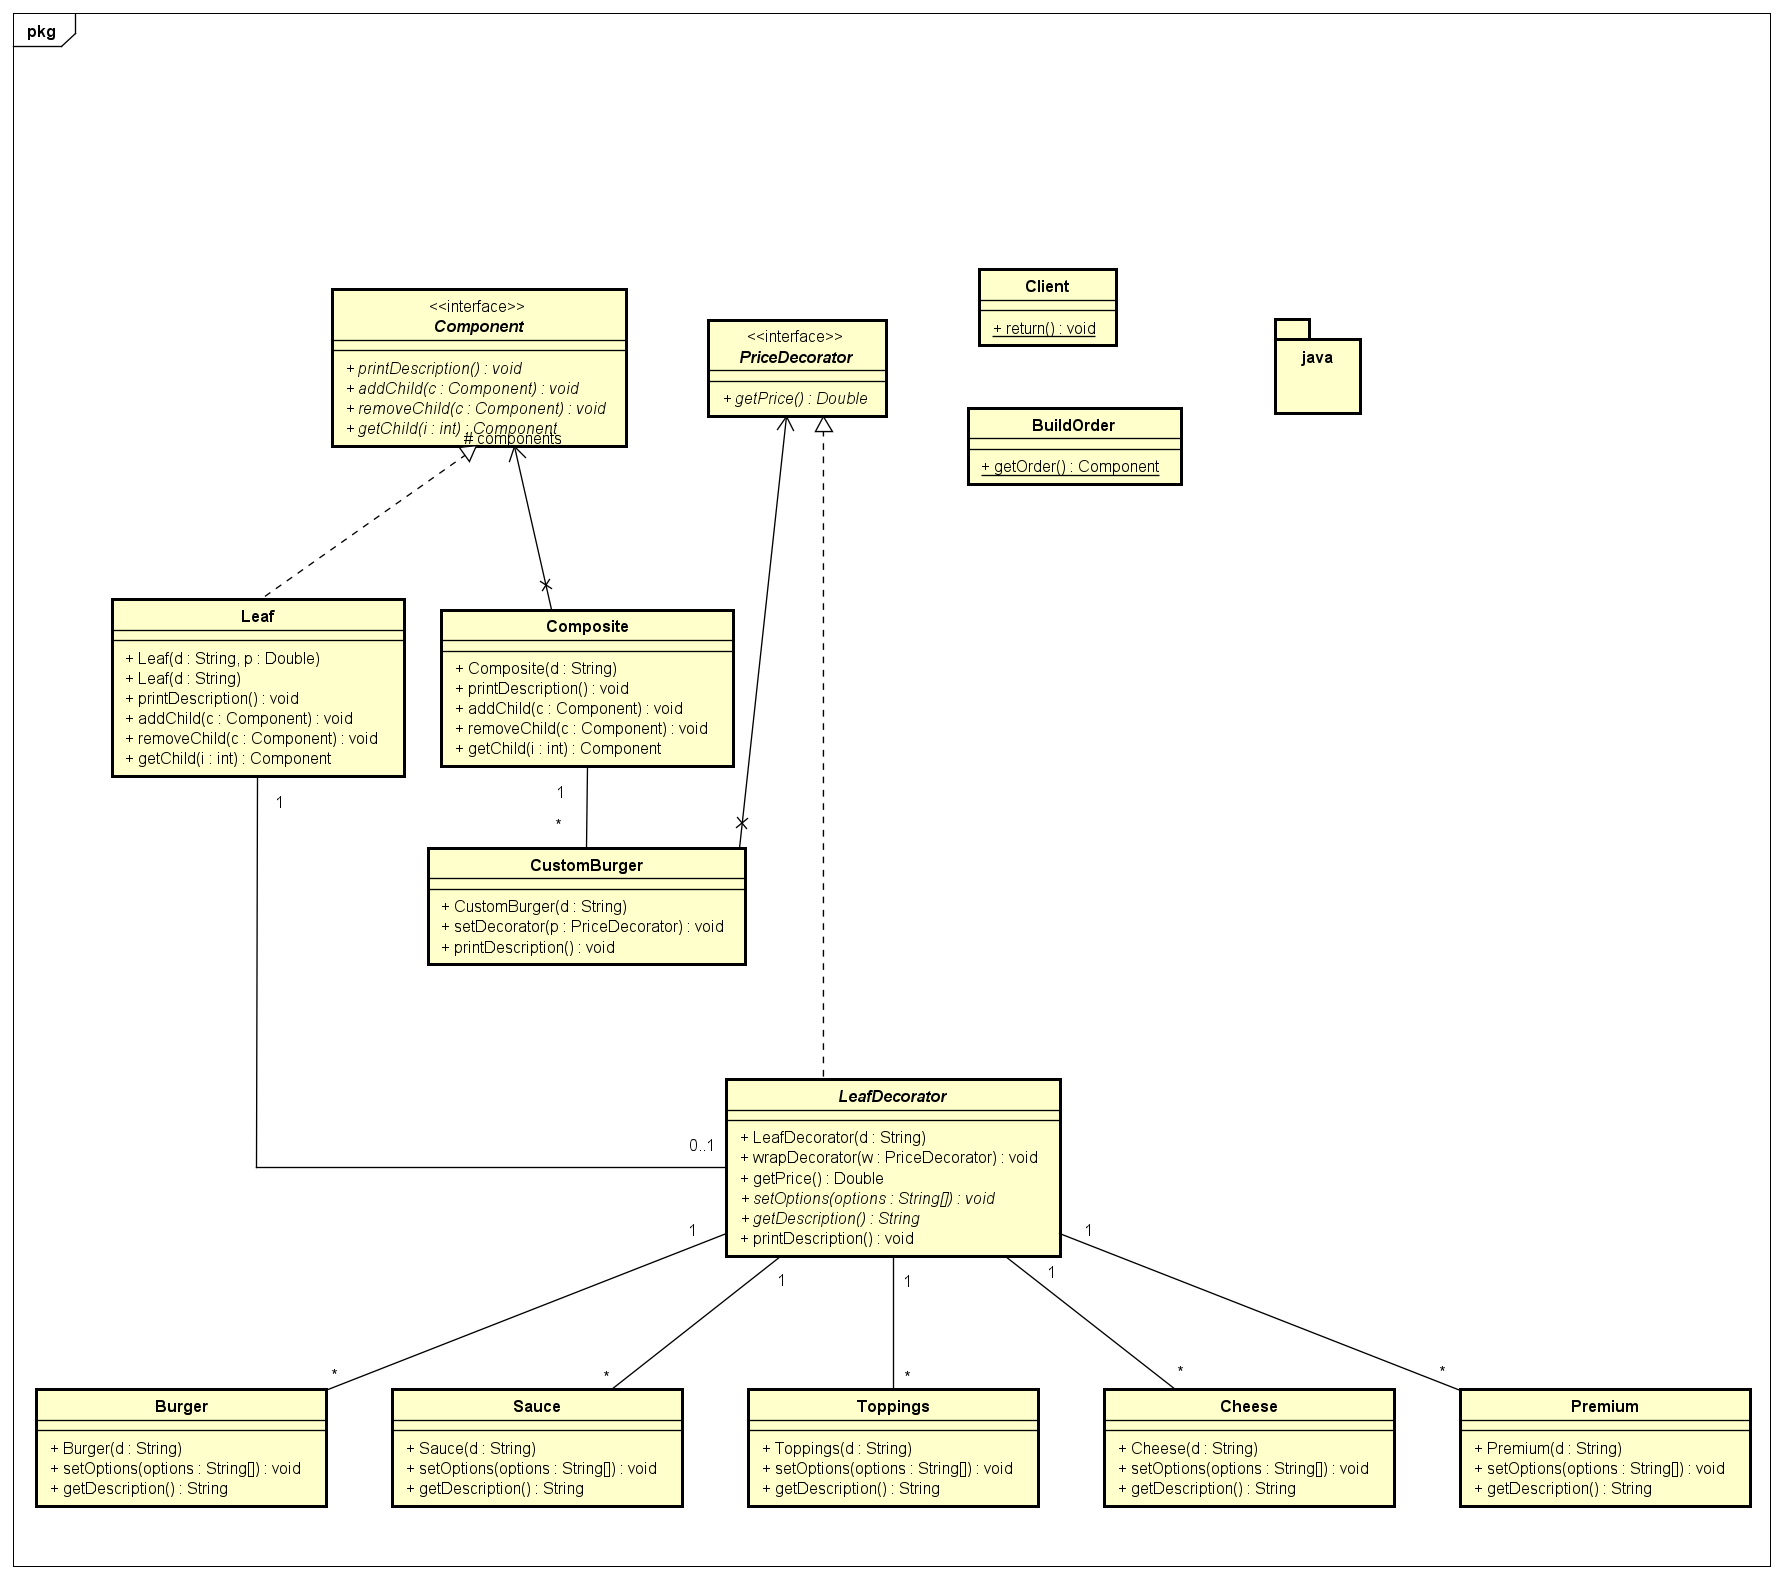 pkg
<<interface>>
Component
+ printDescription() : void
+ addChild(c : Component) : void
+ removeChild(c : Component) : void
+ getChild(i : int) : Component
# components
<<interface>>
PriceDecorator
+ getPrice() : Double
Client
+ return() : void
BuildOrder
+ getOrder() : Component
java
Leaf
+ Leaf(d : String, p : Double)
+ Leaf(d : String)
+ printDescription() : void
+ addChild(c : Component) : void
+ removeChild(c : Component) : void
+ getChild(i : int) : Component
1
Composite
+ Composite(d : String)
+ printDescription() : void
+ addChild(c : Component) : void
+ removeChild(c : Component) : void
+ getChild(i : int) : Component
1
*
CustomBurger
+ CustomBurger(d : String)
+ setDecorator(p : PriceDecorator) : void
+ printDescription() : void
0..1
LeafDecorator
+ LeafDecorator(d : String)
+ wrapDecorator(w : PriceDecorator) : void
+ getPrice() : Double
+ setOptions(options : String[]) : void
+ getDescription() : String
+ printDescription() : void
1
1
1
1
1
*
*
*
*
*
Burger
+ Burger(d : String)
+ setOptions(options : String[]) : void
+ getDescription() : String
Sauce
+ Sauce(d : String)
+ setOptions(options : String[]) : void
+ getDescription() : String
Toppings
+ Toppings(d : String)
+ setOptions(options : String[]) : void
+ getDescription() : String
Cheese
+ Cheese(d : String)
+ setOptions(options : String[]) : void
+ getDescription() : String
Premium
+ Premium(d : String)
+ setOptions(options : String[]) : void
+ getDescription() : String